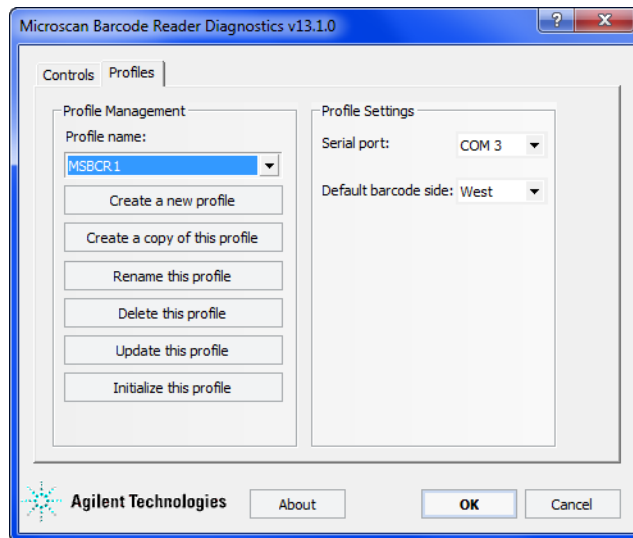 Microscan Barcode Reader Diagnostics v13.1.0
?
Controls
Profiles
Profile Management
Profile name:
MSBCR1
Create a new profile
Create a copy of this profile
Rename this profile
Delete this profile
Update this profile
Initialize this profile
Profile Settings
Serial port:
COM 3
Default barcode side:
West
Agilent Technologies
About
OK
Cancel